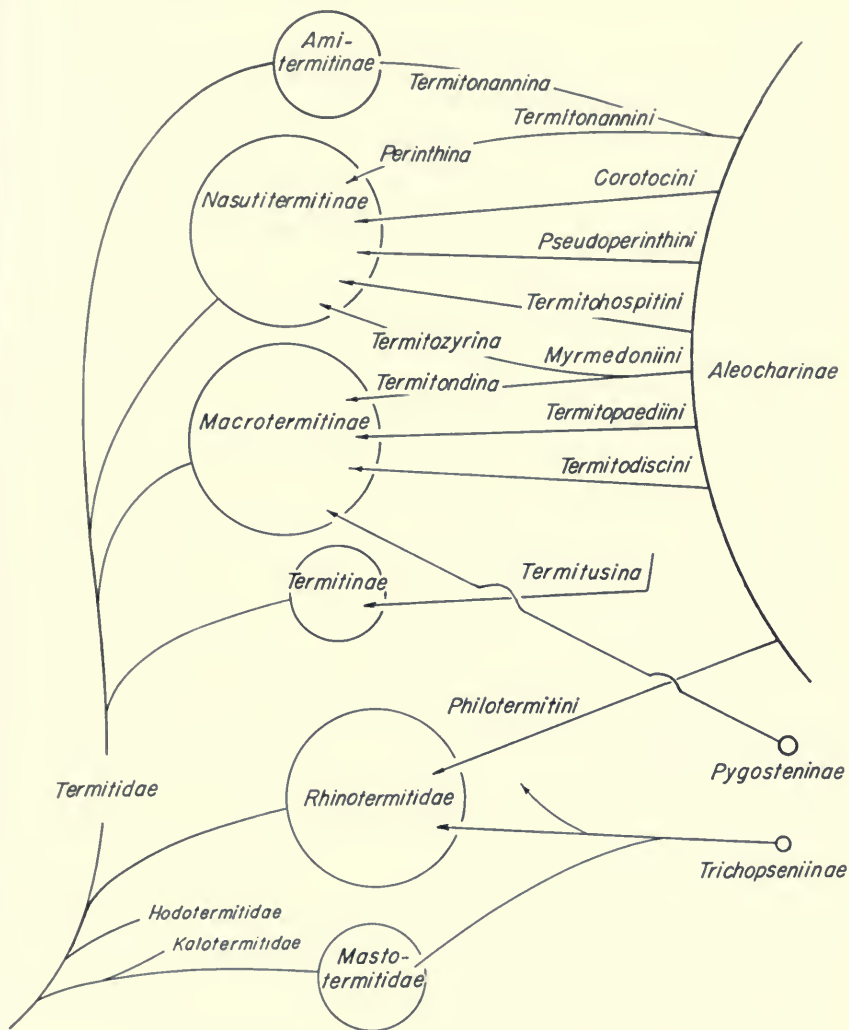 Ami-
termitinae
Termitonannina
Termitonannini
Perinthina
Nasutitermitinae
Corotocini
Pseudoperinthini
Termitohospitini
Termitozyrina
Myrmedoniini
Aleocharinae
Termitondina
Macrotermitinae
Termitopaediini
Termitodiscini
Termitinae
Termitusina
Philotermitini
Pygosteninae
Termitidae
Rhinotermitidae
Trichopseniinae
Hodotermitidae
Kalotermitidae
Masto-
termitidae